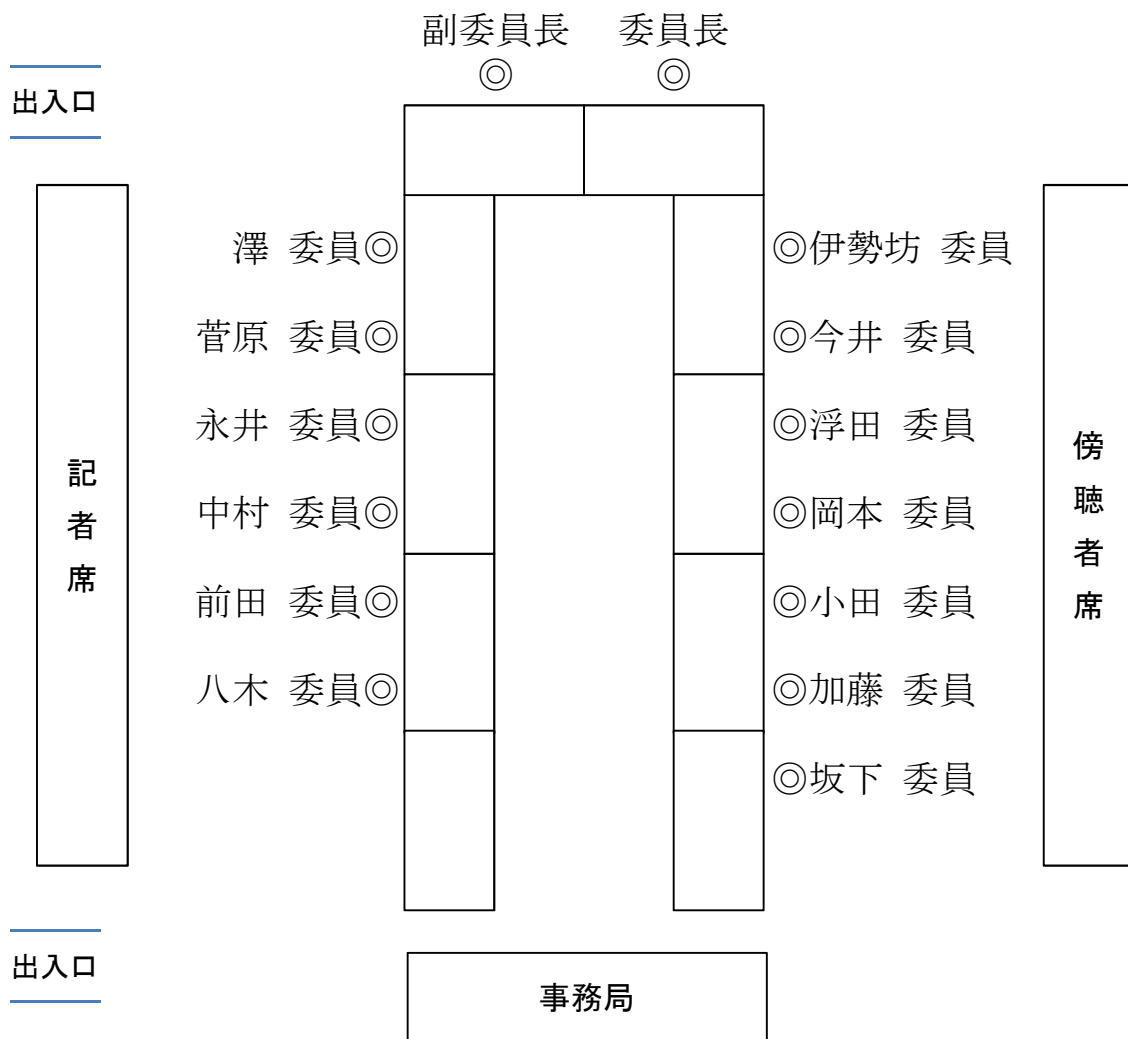 副委員長 委員長
◎ ◎
出入口
澤 委員◎
◎伊勢坊 委員
菅原 委員◎
◎今井 委員
永井 委員◎
◎浮田 委員
中村 委員◎
◎岡本 委員
前田 委員◎
◎小田 委員
八木 委員◎
◎加藤 委員
◎坂下 委員
記者席
傍聴者席
出入口
事務局